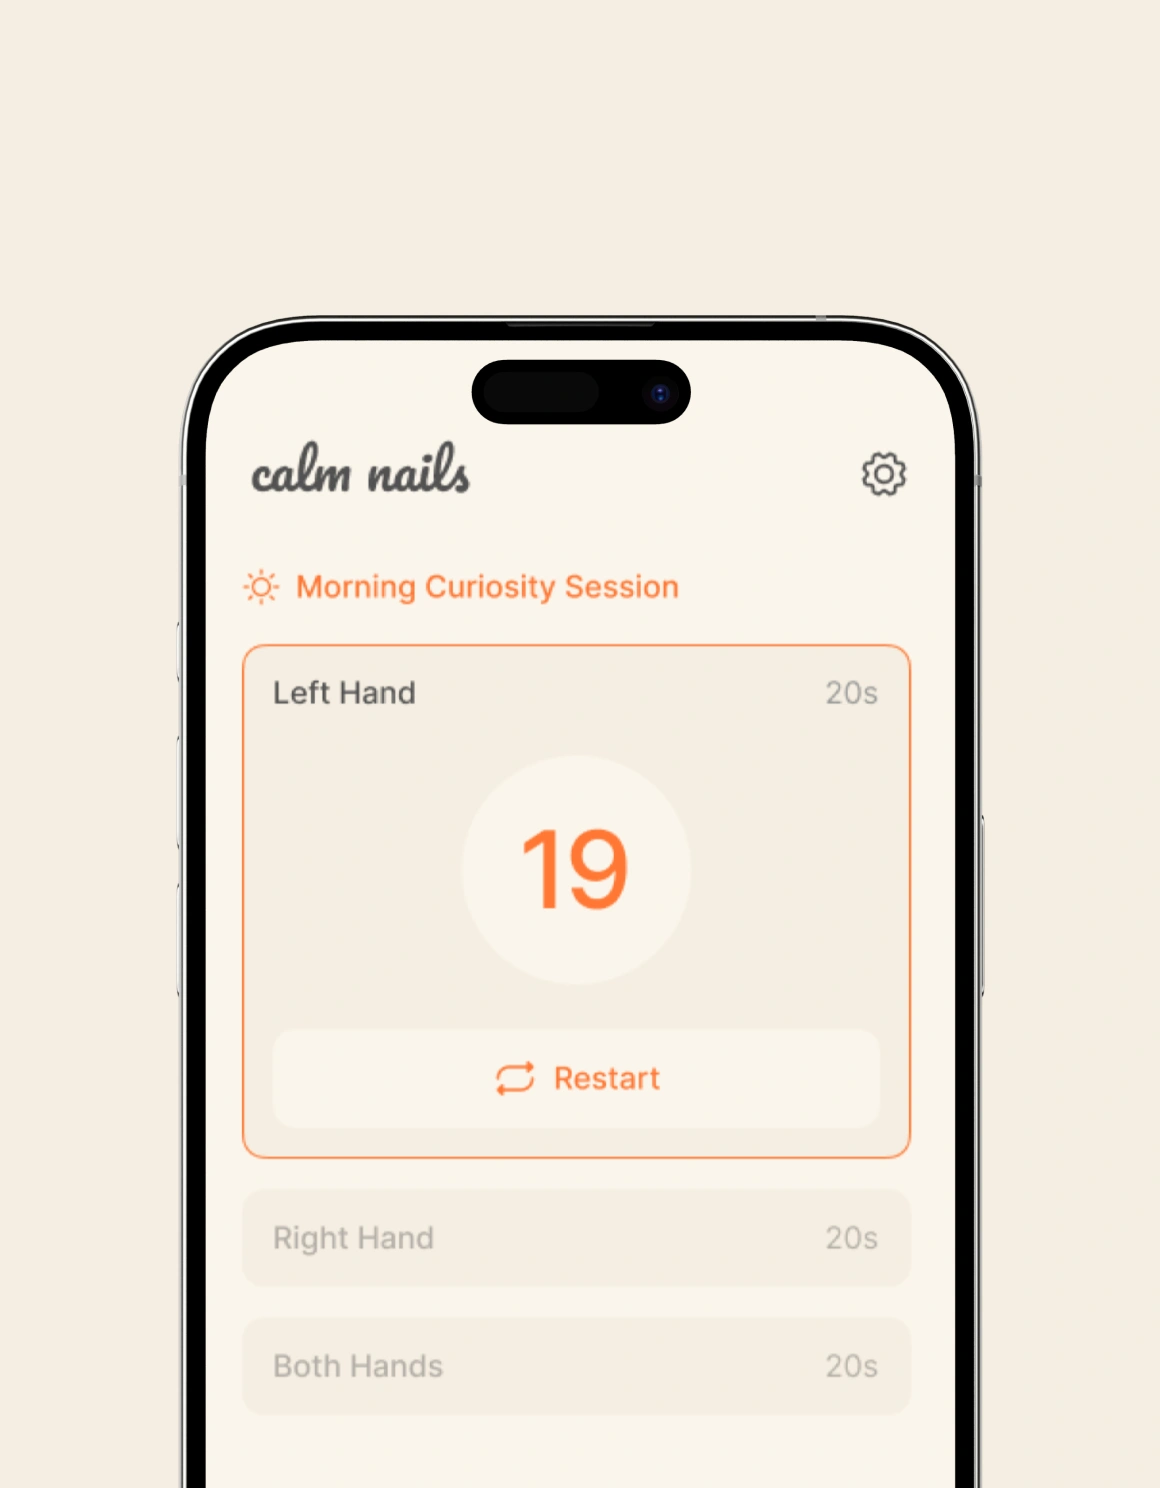 calm nails
Morning Curiosity Session
Left Hand 20s
19
Restart
Right Hand 20s
Both Hands 20s